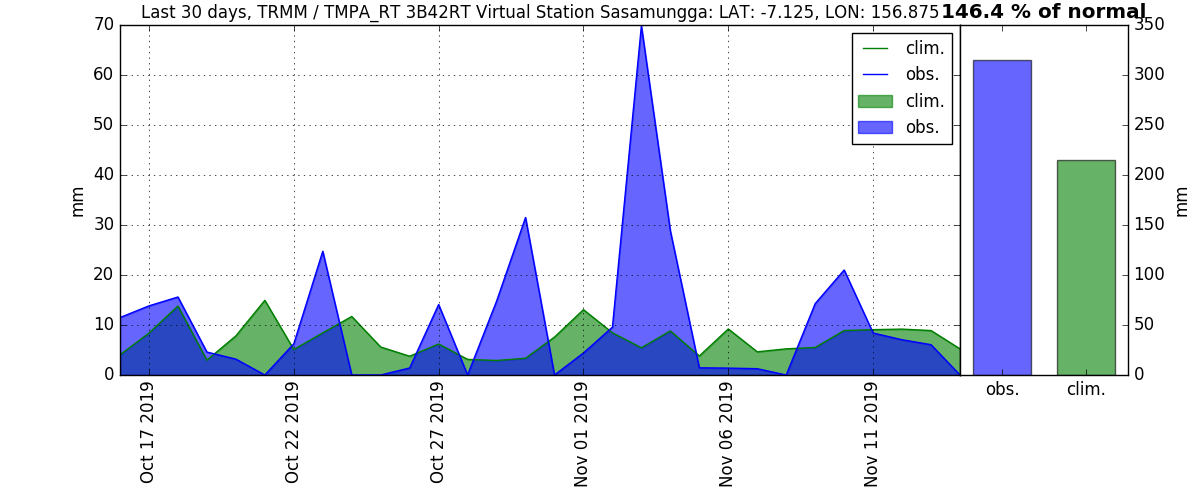 Last 30 days, TRMM / TMPA_RT 3B42RT Virtual Station Sasamungga: LAT: -7.125, LON: 156.875
146.4 % of normal
70
60
50
40
30
20
10
0
mm
clim.
obs.
clim.
obs.
Oct 17 2019
Oct 22 2019
Oct 27 2019
Nov 01 2019
Nov 06 2019
Nov 11 2019
350
300
250
200
150
100
50
0
mm
obs.
clim.